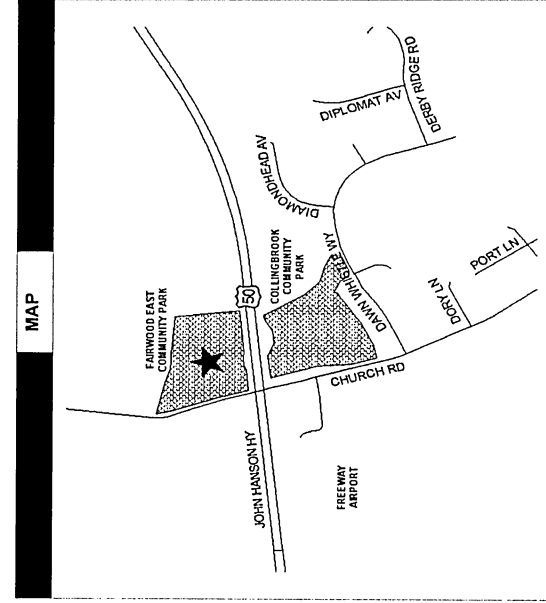 MAP
FAIRWOOD EAST
COMMUNITY PARK
50
COLLINGBROOK
COMMUNITY
PARK
DIAMONDHEAD AV
DIPLOMAT AV
DERBY RIDGE RD
DAWN WHISTLE WY
JOHN HANSON HY
CHURCH RD
DORY LN
PORT LN
FREEWAY
AIRPORT